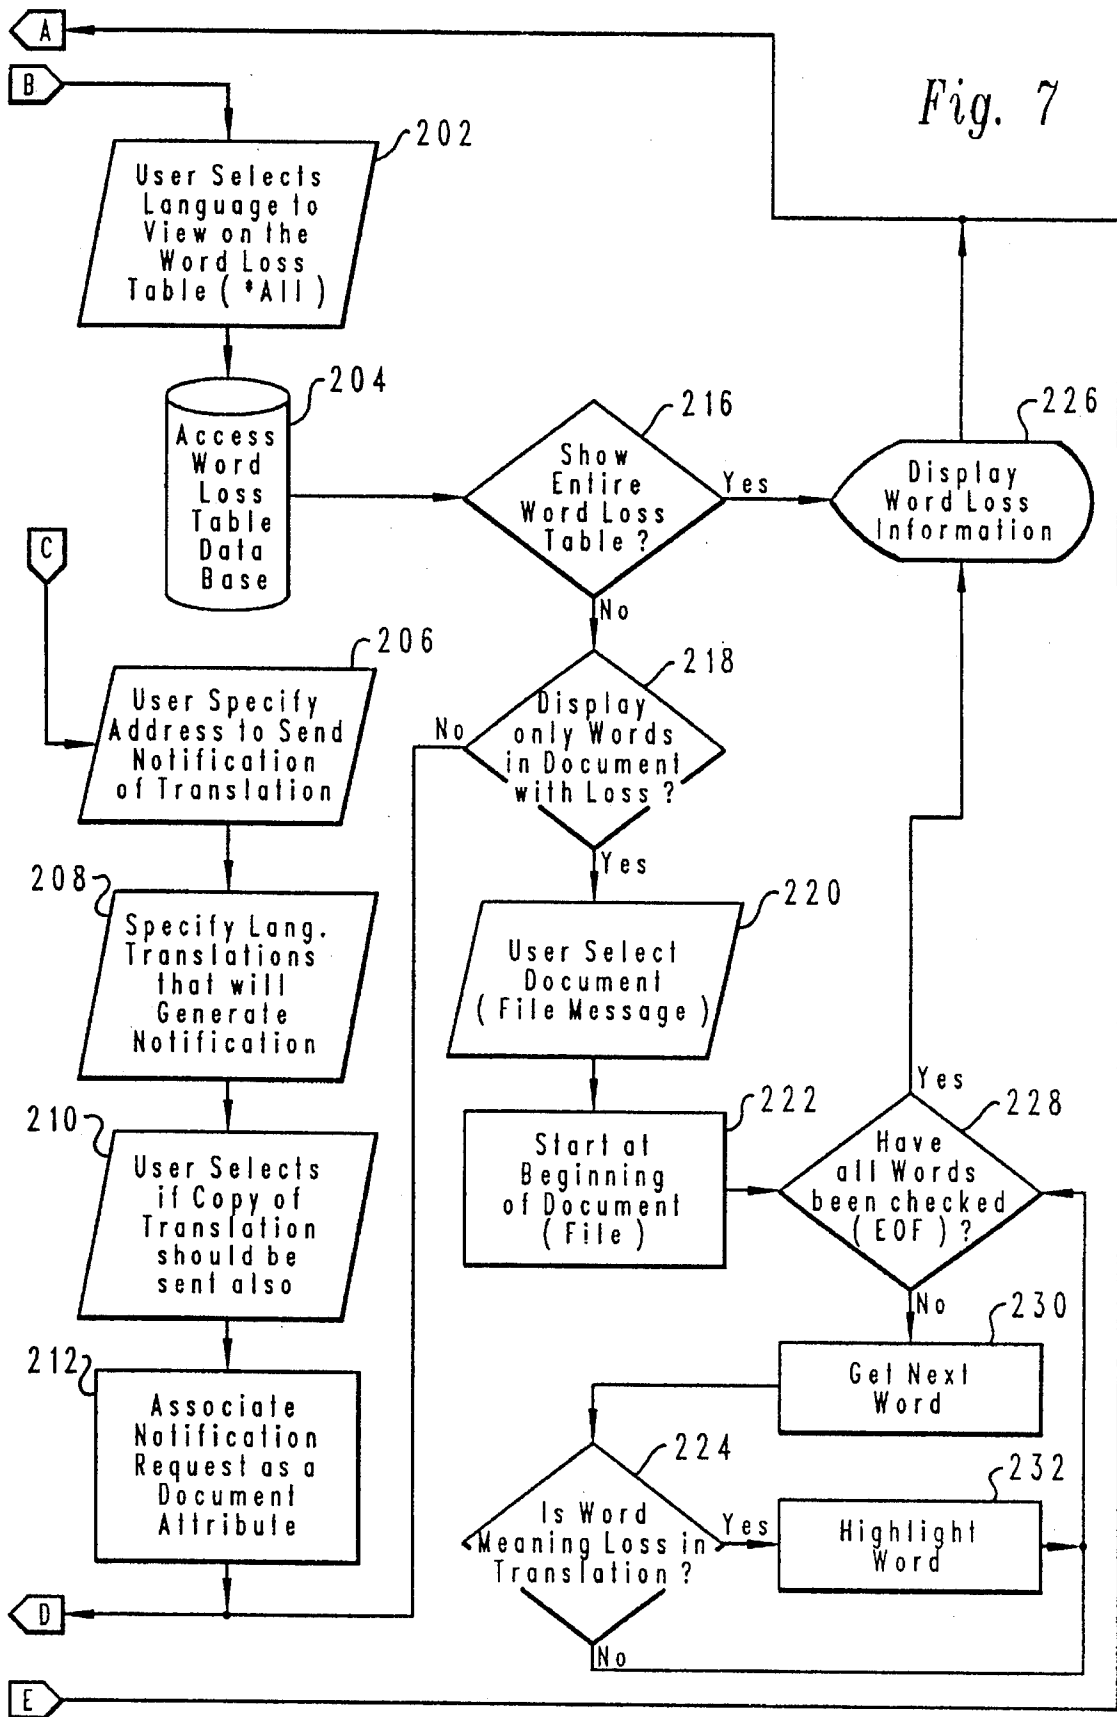 A
B
Fig. 7
202
User Selects
Language to
View on the
Word Loss
Table ( *All )
204
Access
Word
Loss
Table
Data
Base
216
Show
Entire
Word Loss
Table ?
Yes
No
226
Display
Word Loss
Information
C
206
User Specify
Address to Send
Notification
of Translation
218
Display
only Words
in Document
with Loss ?
No
Yes
208
Specify Lang.
Translations
that will
Generate
Notification
220
User Select
Document
( File Message )
210
User Selects
if Copy of
Translation
should be
sent also
222
Start at
Beginning
of Document
( File )
Yes
228
Have
all Words
been checked
( EOF ) ?
No
230
Get Next
Word
212
Associate
Notification
Request as a
Document
Attribute
224
Is Word
Meaning Loss in
Translation ?
Yes
No
232
Highlight
Word
D
E